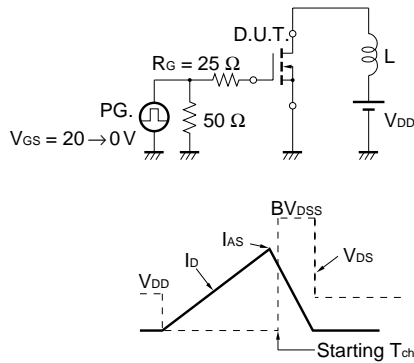 D.U.T.
RG = 25 Ω
L
PG.
50 Ω
VDD
VGS = 20 → 0 V
BVDSS
IAS
VDS
ID
VDD
Starting Tch